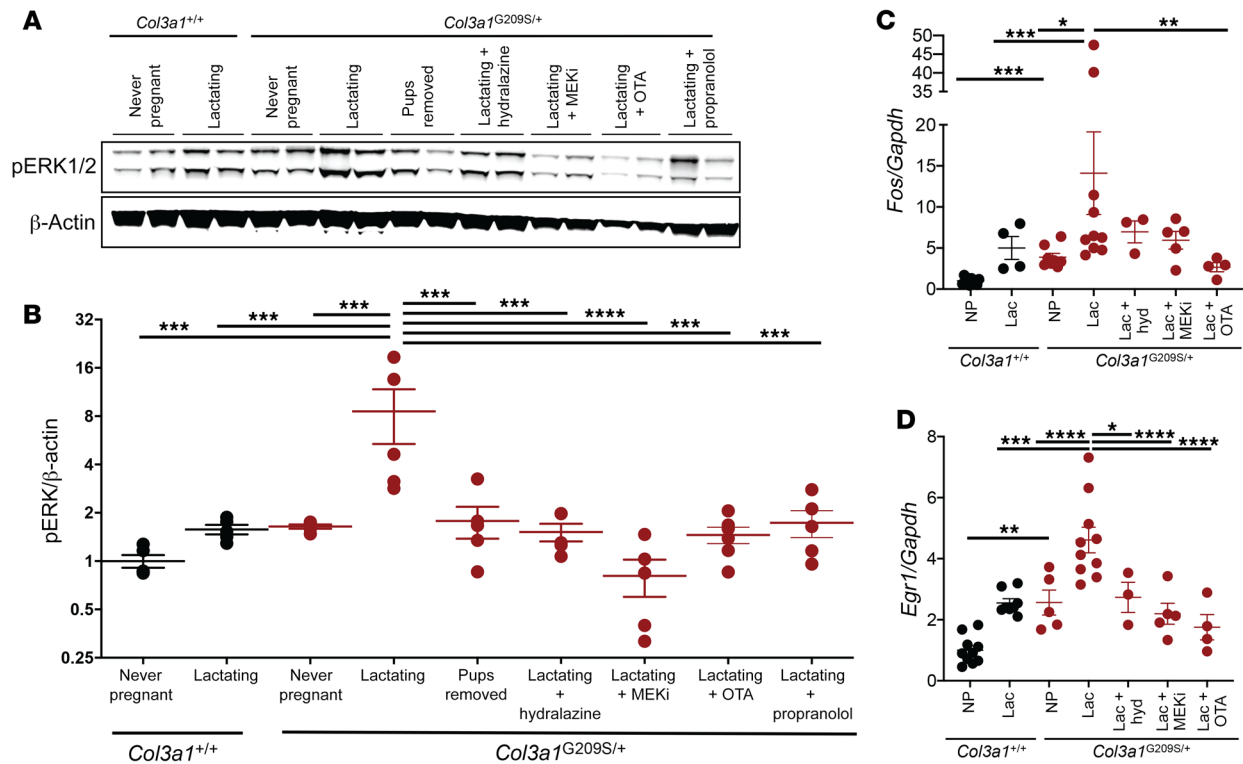 A
Col3a1+/+
Col3a1G209S/+
Never pregnant
Lactating
Never pregnant
Lactating
Pups removed
Lactating + hydralazine
Lactating + MEKi
Lactating + OTA
Lactating + propranolol
pERK1/2
β-Actin
B
***
***
***
***
***
****
***
***
32
16
8
4
2
1
0.5
0.25
pERK/β-actin
Never pregnant
Lactating
Never pregnant
Lactating
Pups removed
Lactating + hydralazine
Lactating + MEKi
Lactating + OTA
Lactating + propranolol
Col3a1+/+
Col3a1G209S/+
C
*
**
***
***
50
45
40
35
20
15
10
5
0
Fos/Gapdh
NP
Lac
NP
Lac
Lac + hyd
Lac + MEKi
Lac + OTA
Col3a1+/+
Col3a1G209S/+
D
***
****
*
****
****
**
8
6
4
2
0
Egr1/Gapdh
NP
Lac
NP
Lac
Lac + hyd
Lac + MEKi
Lac + OTA
Col3a1+/+
Col3a1G209S/+